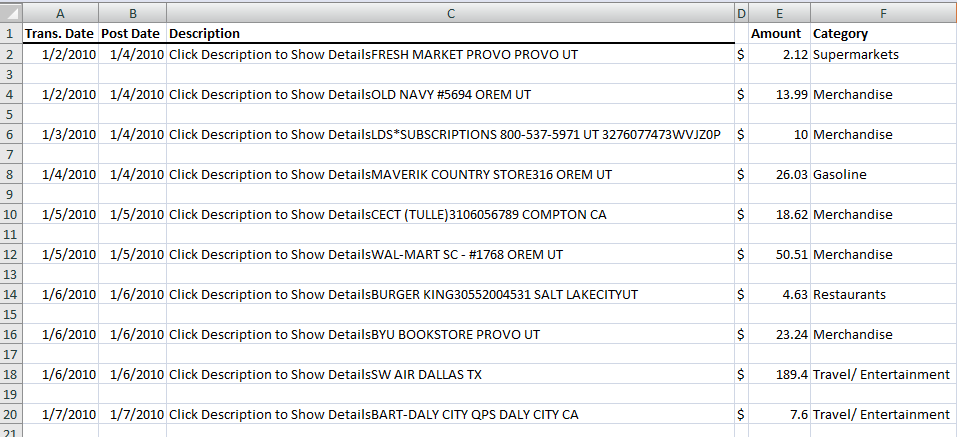 A B C D E F
1 Trans. Date Post Date Description Amount Category
2 1/2/2010 1/4/2010 Click Description to Show DetailsFRESH MARKET PROVO PROVO UT $ 2.12 Supermarkets
3
4 1/2/2010 1/4/2010 Click Description to Show DetailsOLD NAVY #5694 OREM UT $ 13.99 Merchandise
5
6 1/3/2010 1/4/2010 Click Description to Show DetailsLDS*SUBSCRIPTIONS 800-537-5971 UT 3276077473WVJZ0P $ 10 Merchandise
7
8 1/4/2010 1/4/2010 Click Description to Show DetailsMAVERIK COUNTRY STORE316 OREM UT $ 26.03 Gasoline
9
10 1/5/2010 1/5/2010 Click Description to Show DetailsCECT (TULLE)3106056789 COMPTON CA $ 18.62 Merchandise
11
12 1/5/2010 1/5/2010 Click Description to Show DetailsWAL-MART SC - #1768 OREM UT $ 50.51 Merchandise
13
14 1/6/2010 1/6/2010 Click Description to Show DetailsBURGER KING30552004531 SALT LAKECITYUT $ 4.63 Restaurants
15
16 1/6/2010 1/6/2010 Click Description to Show DetailsBYU BOOKSTORE PROVO UT $ 23.24 Merchandise
17
18 1/6/2010 1/6/2010 Click Description to Show DetailsSW AIR DALLAS TX $ 189.4 Travel/ Entertainment
19
20 1/7/2010 1/7/2010 Click Description to Show DetailsBART-DALY CITY QPS DALY CITY CA $ 7.6 Travel/ Entertainment
21